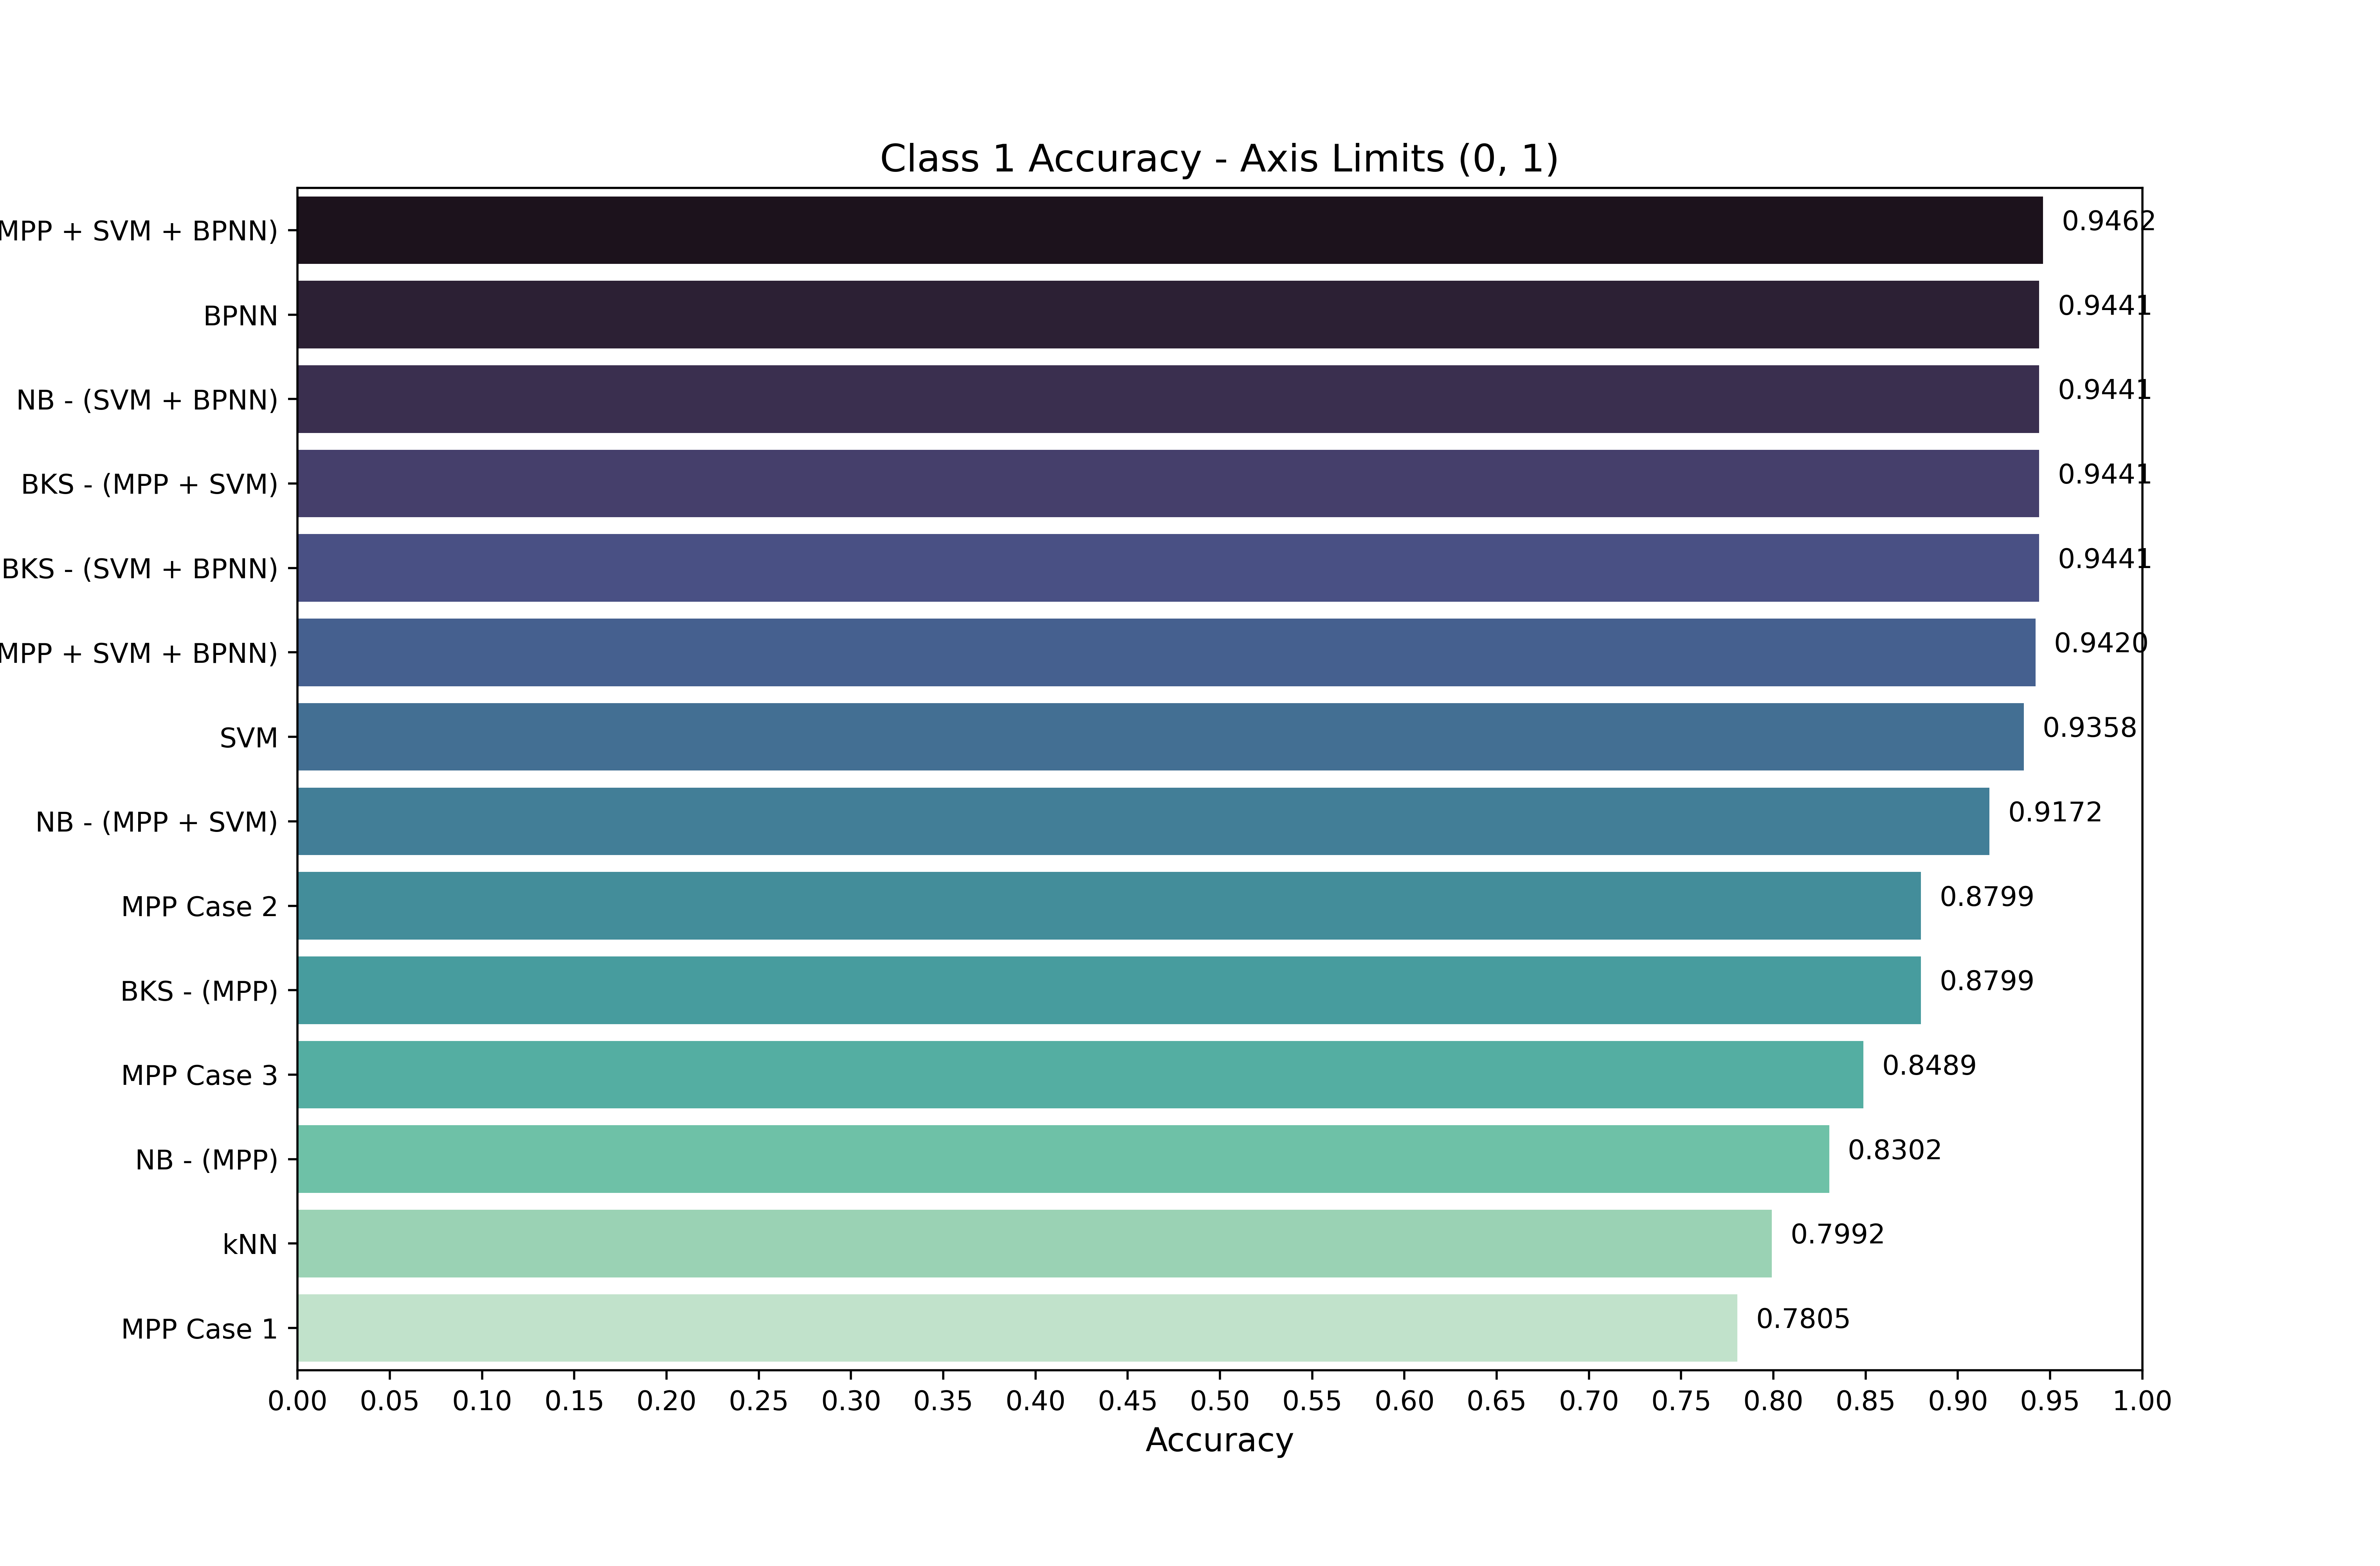 Class 1 Accuracy - Axis Limits (0, 1)
MPP + SVM + BPNN) 0.9462
BPNN 0.9441
NB - (SVM + BPNN) 0.9441
BKS - (MPP + SVM) 0.9441
BKS - (SVM + BPNN) 0.9441
MPP + SVM + BPNN) 0.9420
SVM 0.9358
NB - (MPP + SVM) 0.9172
MPP Case 2 0.8799
BKS - (MPP) 0.8799
MPP Case 3 0.8489
NB - (MPP) 0.8302
kNN 0.7992
MPP Case 1 0.7805
0.00 0.05 0.10 0.15 0.20 0.25 0.30 0.35 0.40 0.45 0.50 0.55 0.60 0.65 0.70 0.75 0.80 0.85 0.90 0.95 1.00
Accuracy